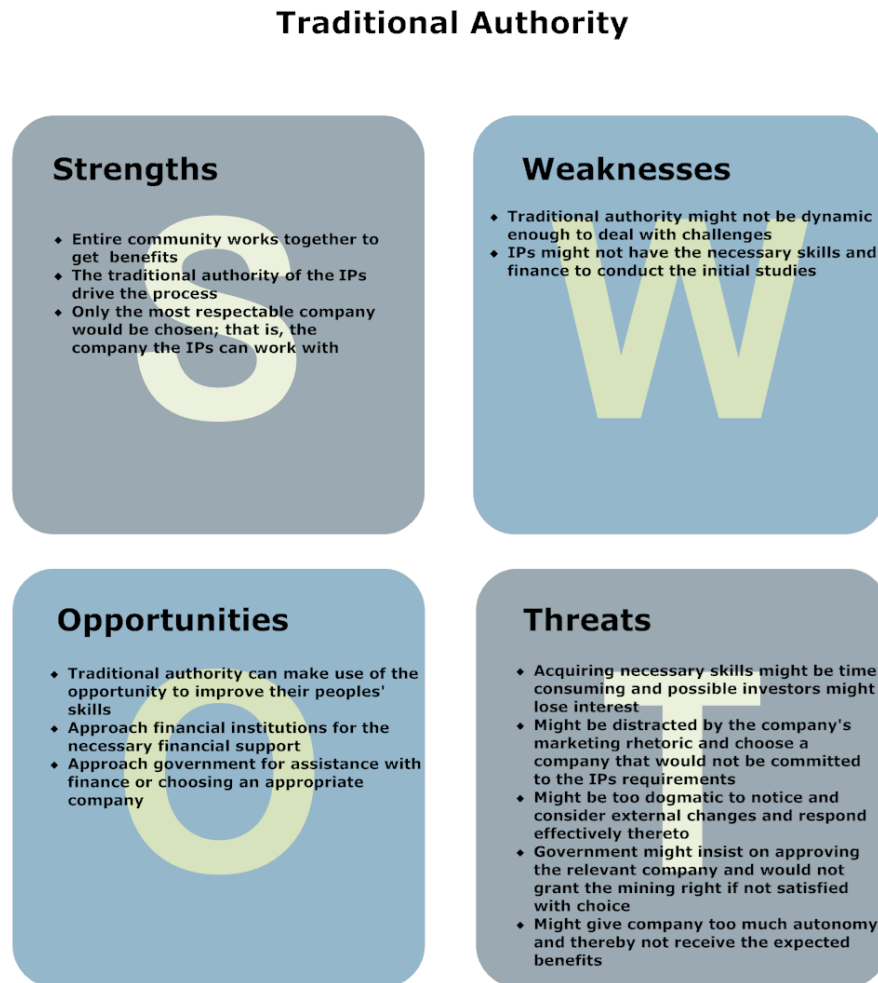 Traditional Authority
Strengths
S
◆ Entire community works together to
get benefits
◆ The traditional authority of the IPs
drive the process
◆ Only the most respectable company
would be chosen; that is, the
company the IPs can work with
Weaknesses
W
◆ Traditional authority might not be dynamic
enough to deal with challenges
◆ IPs might not have the necessary skills and
finance to conduct the initial studies
Opportunities
O
◆ Traditional authority can make use of the
opportunity to improve their peoples'
skills
◆ Approach financial institutions for the
necessary financial support
◆ Approach government for assistance with
finance or choosing an appropriate
company
Threats
T
◆ Acquiring necessary skills might be time
consuming and possible investors might
lose interest
◆ Might be distracted by the company's
marketing rhetoric and choose a
company that would not be committed
to the IPs requirements
◆ Might be too dogmatic to notice and
consider external changes and respond
effectively thereto
◆ Government might insist on approving
the relevant company and would not
grant the mining right if not satisfied
with choice
◆ Might give company too much autonomy
and thereby not receive the expected
benefits